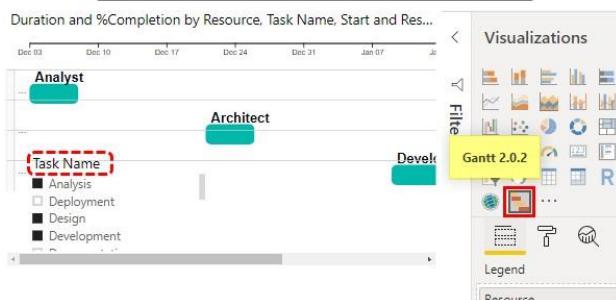 Duration and %Completion by Resource, Task Name, Start and Res...
Dec 03 Dec 10 Dec 17 Dec 24 Dec 31 Jan 07
Analyst
...
Architect
...
Develo
...
Task Name
Analysis
Deployment
Design
Development
Visualizations
Filte
Gantt 2.0.2
R
...
Legend
Resource